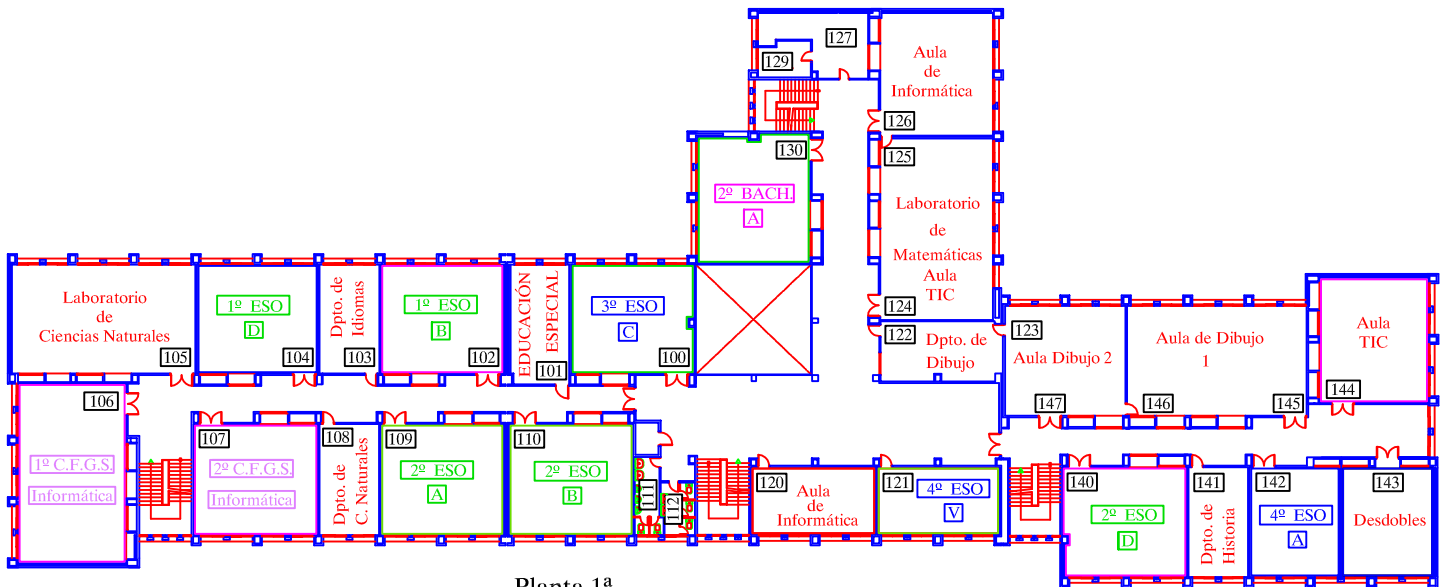 127
129
Aula
de
Informática
126
130
125
2º BACH.
A
Laboratorio
de
Matemáticas
Aula
TIC
124
Laboratorio
de
Ciencias Naturales
105
1º ESO
D
104
Dpto. de
Idiomas
103
1º ESO
B
102
EDUCACIÓN
ESPECIAL
101
3º ESO
C
100
122
Dpto. de
Dibujo
123
Aula Dibujo 2
147
Aula de Dibujo
1
146
145
Aula
TIC
144
106
1º C.F.G.S.
Informática
107
2º C.F.G.S.
Informática
108
Dpto. de
C. Naturales
109
2º ESO
A
110
2º ESO
B
111
112
120
Aula
de
Informática
121
4º ESO
V
140
2º ESO
D
141
Dpto. de
Historia
142
4º ESO
A
143
Desdobles
Planta 1ª